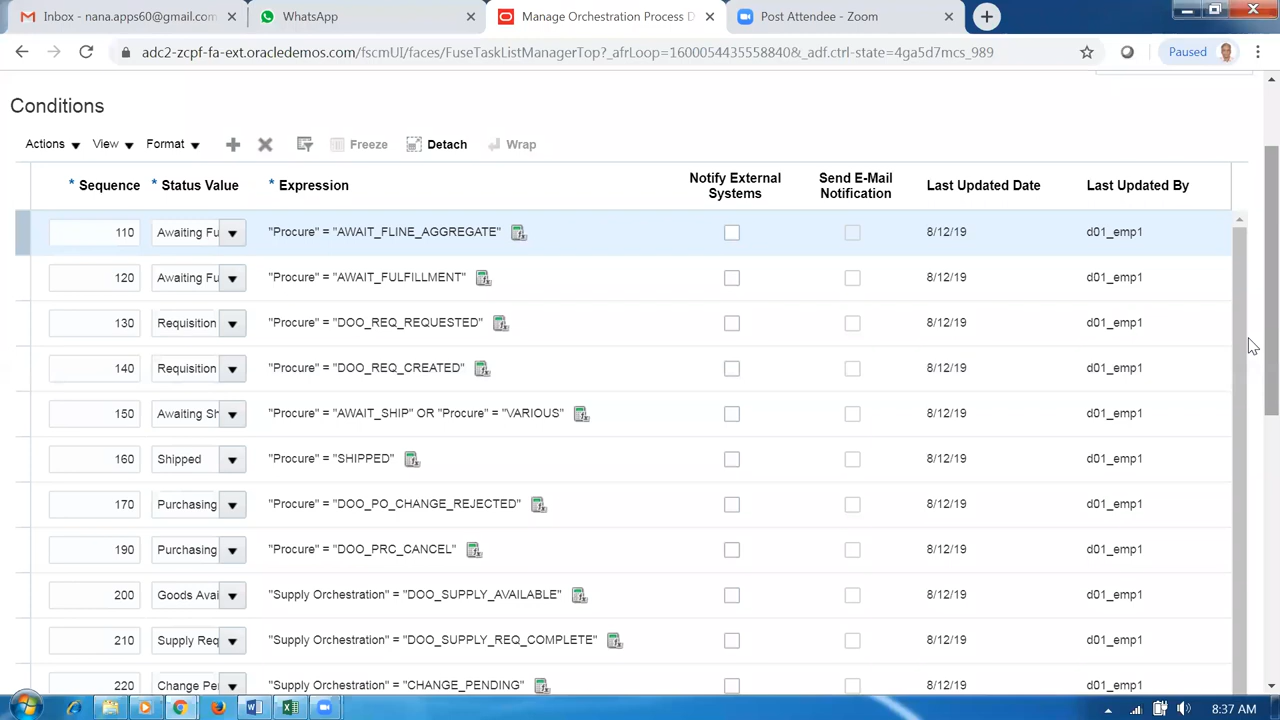 Inbox - nana.apps60@gmail.com
WhatsApp
Manage Orchestration Process D
Post Attendee - Zoom
adc2-zcpf-fa-ext.oracledemos.com/fscmUI/faces/FuseTaskListManagerTop?_afrLoop=1600054435558840&_adf.ctrl-state=4ga5d7mcs_989
Paused
Conditions
Actions View Format Freeze Detach Wrap
* Sequence * Status Value * Expression Notify External Systems Send E-Mail Notification Last Updated Date Last Updated By
110 Awaiting Fu "Procure" = "AWAIT_FLINE_AGGREGATE" 8/12/19 d01_emp1
120 Awaiting Fu "Procure" = "AWAIT_FULFILLMENT" 8/12/19 d01_emp1
130 Requisition "Procure" = "DOO_REQ_REQUESTED" 8/12/19 d01_emp1
140 Requisition "Procure" = "DOO_REQ_CREATED" 8/12/19 d01_emp1
150 Awaiting Sh "Procure" = "AWAIT_SHIP" OR "Procure" = "VARIOUS" 8/12/19 d01_emp1
160 Shipped "Procure" = "SHIPPED" 8/12/19 d01_emp1
170 Purchasing "Procure" = "DOO_PO_CHANGE_REJECTED" 8/12/19 d01_emp1
190 Purchasing "Procure" = "DOO_PRC_CANCEL" 8/12/19 d01_emp1
200 Goods Avai "Supply Orchestration" = "DOO_SUPPLY_AVAILABLE" 8/12/19 d01_emp1
210 Supply Req "Supply Orchestration" = "DOO_SUPPLY_REQ_COMPLETE" 8/12/19 d01_emp1
220 Change Pe "Supply Orchestration" = "CHANGE_PENDING" 8/12/19 d01_emp1
8:37 AM